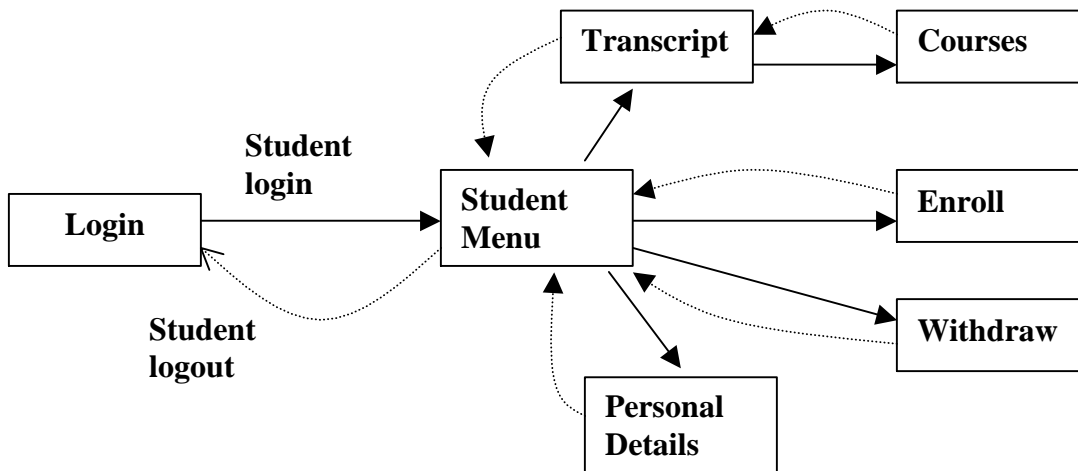 Transcript
Courses
Student
login
Login
Student
Menu
Enroll
Student
logout
Withdraw
Personal
Details